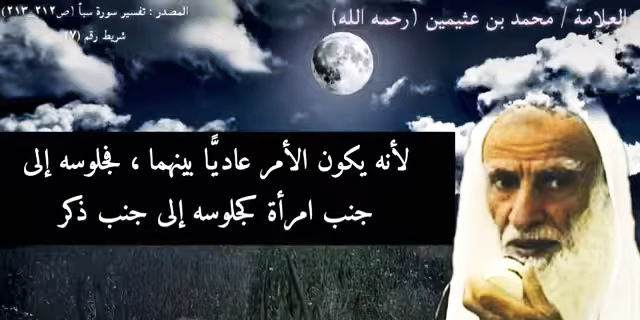 العلامة / محمد بن عثيمين (رحمه الله)
المصدر : تفسير سورة سبأ (ص٢١٢-٢١٣)
شريط رقم (٧)
لأنه يكون الأمر عاديًّا بينهما ، فجلوسه إلى
جنب امرأة كجلوسه إلى جنب ذكر